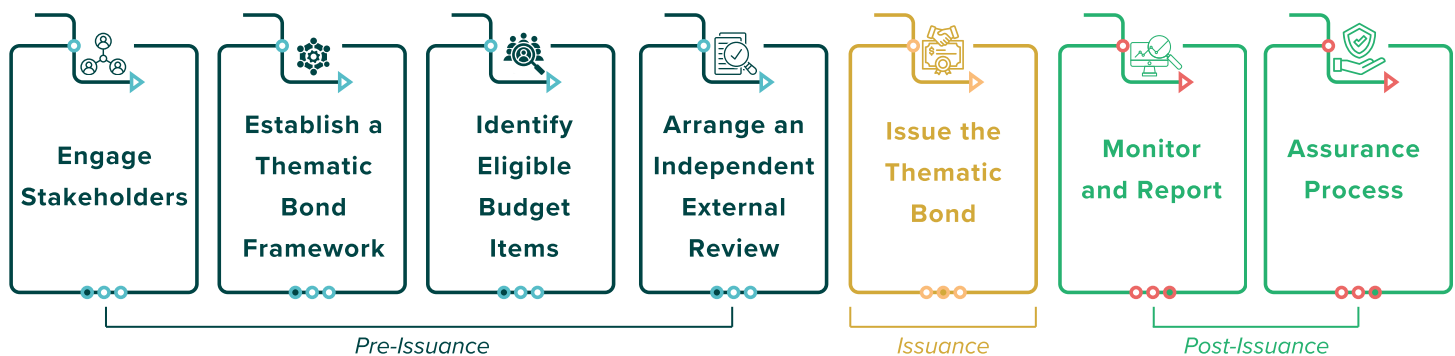 Engage
Stakeholders
Establish a
Thematic
Bond
Framework
Identify
Eligible
Budget
Items
Arrange an
Independent
External
Review
Issue the
Thematic
Bond
Monitor
and Report
Assurance
Process
Pre-Issuance
Issuance
Post-Issuance